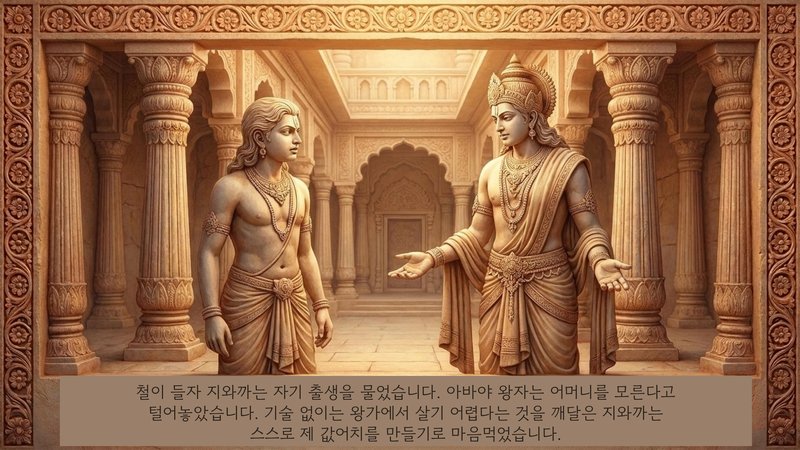 철이 들자 지와까는 자기 출생을 물었습니다. 아바야 왕자는 어머니를 모른다고
털어놓았습니다. 기술 없이는 왕가에서 살기 어렵다는 것을 깨달은 지와까는
스스로 제 값어치를 만들기로 마음먹었습니다.